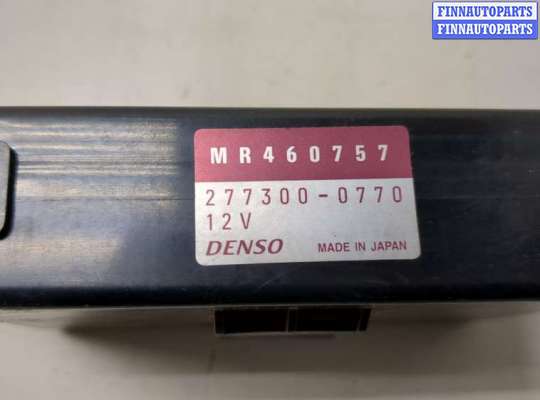 FINNAUTOPARTS
FINNAUTOPARTS
MR460757
277300-0770
12V
DENSO MADE IN JAPAN